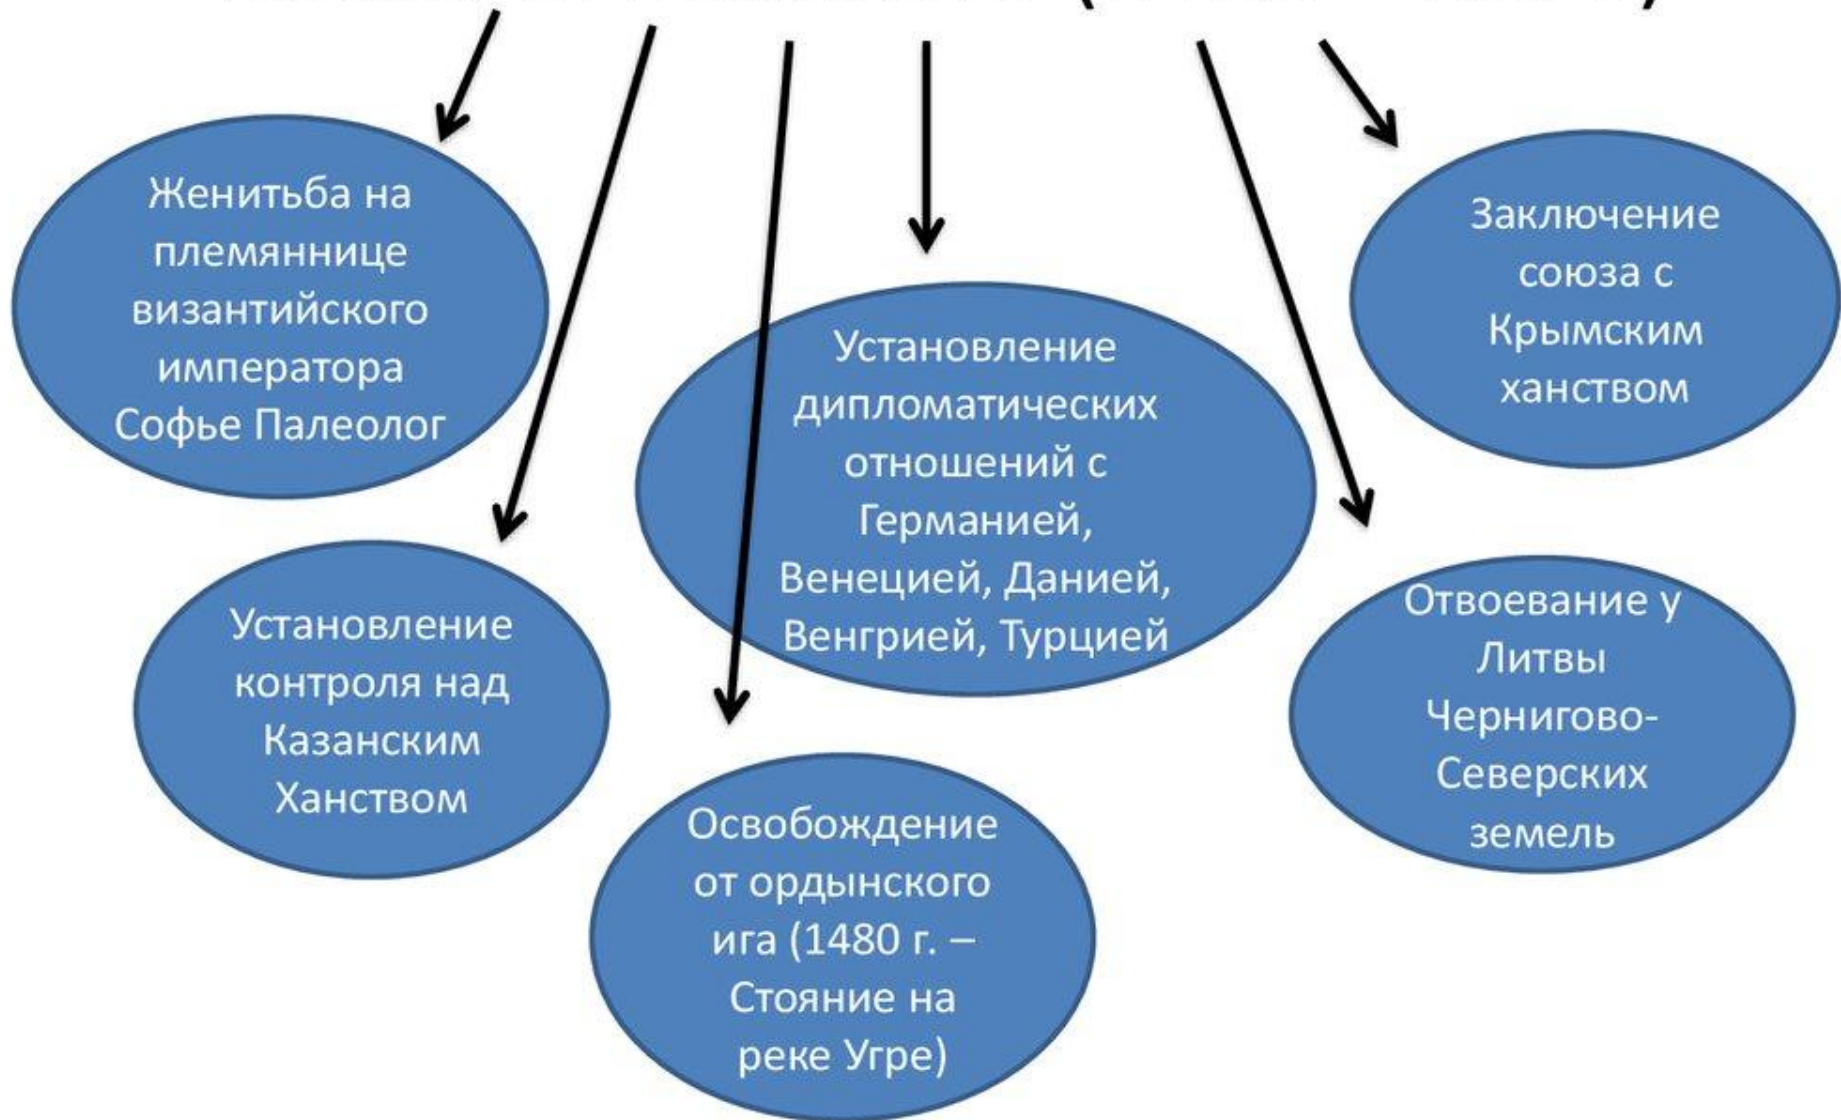 Женитьба на
племяннице
византийского
императора
Софье Палеолог
Установление
контроля над
Казанским
Ханством
Освобождение
от ордынского
ига (1480 г. –
Стояние на
реке Угре)
Установление
дипломатических
отношений с
Германией,
Венецией, Данией,
Венгрией, Турцией
Отвоевание у
Литвы
Чернигово-
Северских
земель
Заключение
союза с
Крымским
ханством